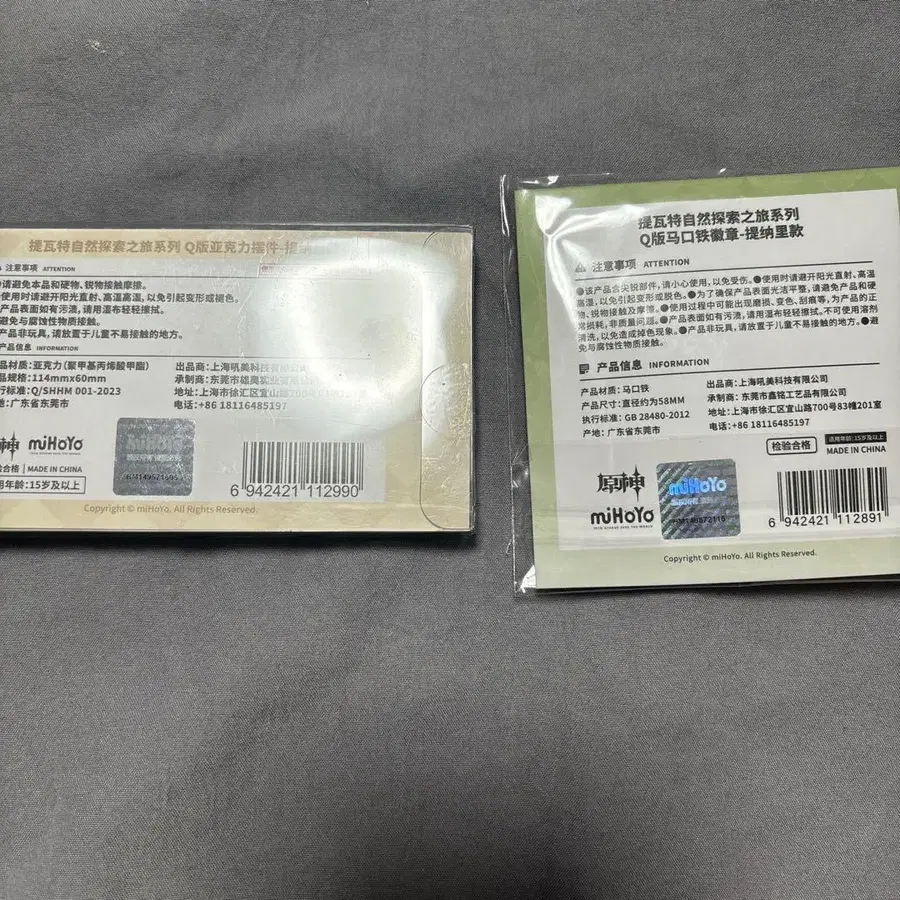 提瓦特自然探索之旅系列 Q版亚克力摆件-提纳
注意事项 ATTENTION
请避免本品和硬物、锐物接触摩擦。
使用时请避开阳光直射、高温高湿，以免引起变形或褪色。
产品表面如有污渍，请用湿布轻轻擦拭。
避免与腐蚀性物质接触。
产品非玩具，请放置于儿童不易接触的地方。
产品信息 INFORMATION
品材质：亚克力（聚甲基丙烯酸甲酯）
品规格：114mmx60mm
行标准：Q/SHHM 001-2023
地：广东省东莞市
出品商：上海吼美科技有
承制商：东莞市雄奥实业有
地址：上海市徐汇区宜山路700号
电话：+86 18116485197
神
miHoYo
TECH OTAKUS SAVE THE WORLD
检验合格 MADE IN CHINA
用年龄：15岁及以上
miHoYo
6 942421 112990
Copyright © miHoYo. All Rights Reserved.
提瓦特自然探索之旅系列
Q版马口铁徽章-提纳里款
注意事项 ATTENTION
●该产品含尖锐部件，请小心使用，以免受伤。●使用时请避开阳光直射、高温
高湿，以免引起变形或脱色。●为了确保产品表面光洁平整，请避免产品和硬
物、锐物接触及摩擦。●使用过程中可能出现磨损、变色、刮痕等，为产品的正
常损耗，非质量问题。●产品表面如有污渍，请用湿布轻轻擦拭，不可使用溶剂
清洗，以免造成掉色现象。●产品非玩具，请放置于儿童不易接触的地方。●避
免与腐蚀性物质接触。
产品信息 INFORMATION
产品材质：马口铁
产品尺寸：直径约为58MM
执行标准：GB 28480-2012
产地：广东省东莞市
出品商：上海吼美科技有限公司
承制商：东莞市鑫铭工艺品有限公司
地址：上海市徐汇区宜山路700号83幢201室
电话：+86 18116485197
检验合格
适用年龄：15岁及以上
MADE IN CHINA
原神
miHoYo
TECH OTAKUS SAVE THE WORLD
miHoYo
6 942421 112891
Copyright © miHoYo. All Rights Reserved.